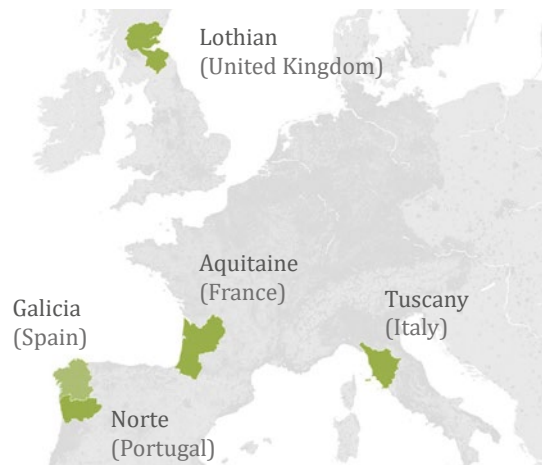 Lothian
(United Kingdom)
Aquitaine
(France)
Tuscany
(Italy)
Galicia
(Spain)
Norte
(Portugal)